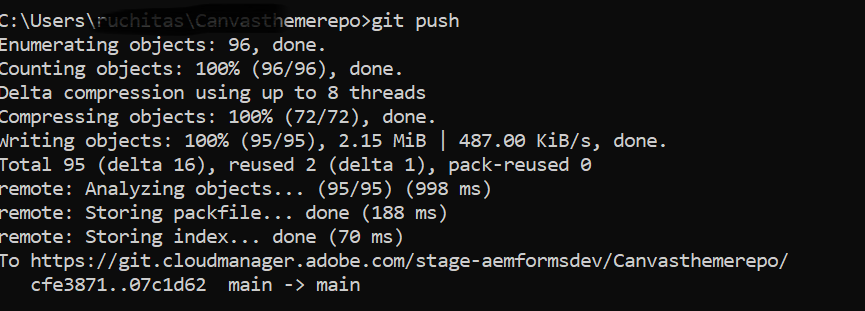 C:\Users\ruchitas\Canvasthemerepo>git push
Enumerating objects: 96, done.
Counting objects: 100% (96/96), done.
Delta compression using up to 8 threads
Compressing objects: 100% (72/72), done.
Writing objects: 100% (95/95), 2.15 MiB | 487.00 KiB/s, done.
Total 95 (delta 16), reused 2 (delta 1), pack-reused 0
remote: Analyzing objects... (95/95) (998 ms)
remote: Storing packfile... done (188 ms)
remote: Storing index... done (70 ms)
To https://git.cloudmanager.adobe.com/stage-aemformsdev/Canvasthemerepo/
cfe3871..07c1d62 main -> main